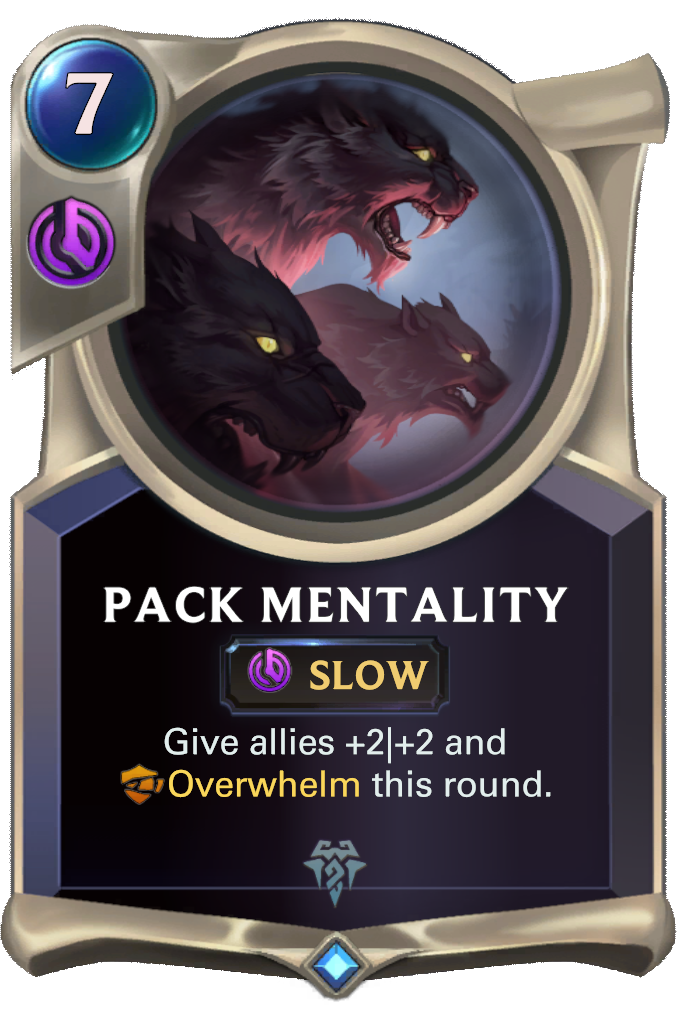 7
PACK MENTALITY
SLOW
Give allies +2|+2 and
Overwhelm this round.